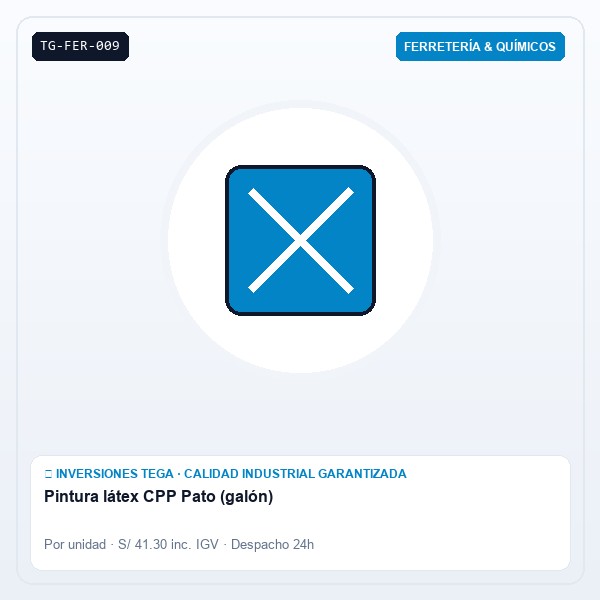 TG-FER-009
FERRETERÍA & QUÍMICOS
INVERSIONES TEGA · CALIDAD INDUSTRIAL GARANTIZADA
Pintura látex CPP Pato (galón)
Por unidad · S/ 41.30 inc. IGV · Despacho 24h